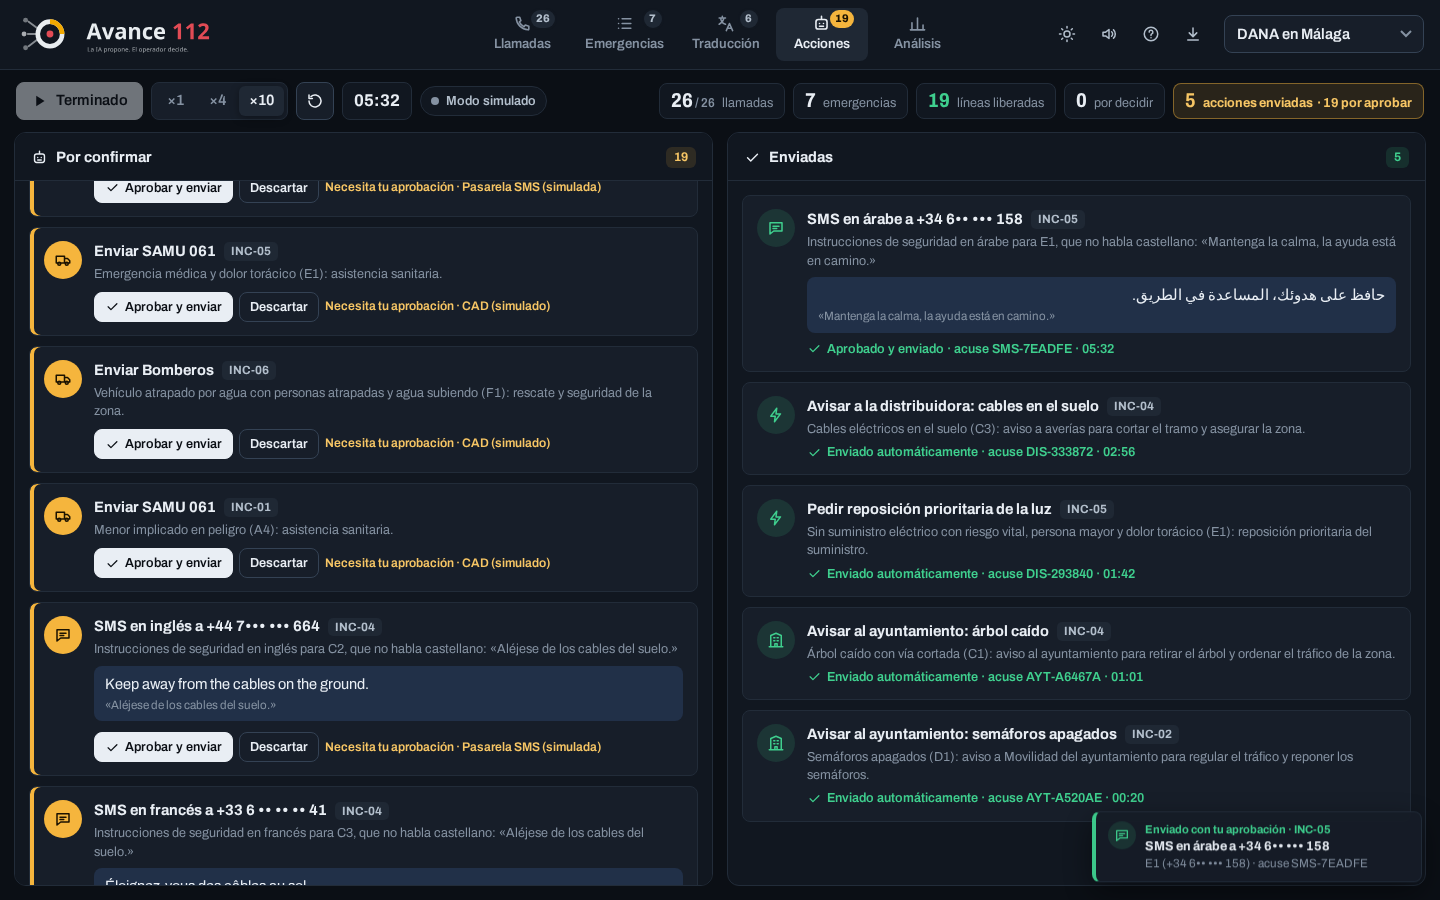 Avance 112
La IA propone. El operador decide.
26
Llamadas
7
Emergencias
6
Traducción
19
Acciones
Análisis
DANA en Málaga
Terminado
×1
×4
×10
05:32
Modo simulado
26 / 26 llamadas
7 emergencias
19 líneas liberadas
0 por decidir
5 acciones enviadas · 19 por aprobar
Por confirmar
19
Aprobar y enviar
Descartar
Necesita tu aprobación · Pasarela SMS (simulada)
Enviar SAMU 061
INC-05
Emergencia médica y dolor torácico (E1): asistencia sanitaria.
Aprobar y enviar
Descartar
Necesita tu aprobación · CAD (simulado)
Enviar Bomberos
INC-06
Vehículo atrapado por agua con personas atrapadas y agua subiendo (F1): rescate y seguridad de la
zona.
Aprobar y enviar
Descartar
Necesita tu aprobación · CAD (simulado)
Enviar SAMU 061
INC-01
Menor implicado en peligro (A4): asistencia sanitaria.
Aprobar y enviar
Descartar
Necesita tu aprobación · CAD (simulado)
SMS en inglés a +44 7••• ••• 664
INC-04
Instrucciones de seguridad en inglés para C2, que no habla castellano: «Aléjese de los cables del suelo.»
Keep away from the cables on the ground.
«Aléjese de los cables del suelo.»
Aprobar y enviar
Descartar
Necesita tu aprobación · Pasarela SMS (simulada)
SMS en francés a +33 6 •• •• •• 41
INC-04
Instrucciones de seguridad en francés para C3, que no habla castellano: «Aléjese de los cables del
suelo.»
Éloignez-vous des câbles au sol.
Enviadas
5
SMS en árabe a +34 6•• ••• 158
INC-05
Instrucciones de seguridad en árabe para E1, que no habla castellano: «Mantenga la calma, la ayuda está
en camino.»
حافظ على هدوئك، المساعدة في الطريق.
«Mantenga la calma, la ayuda está en camino.»
Aprobado y enviado · acuse SMS-7EADFE · 05:32
Avisar a la distribuidora: cables en el suelo
INC-04
Cables eléctricos en el suelo (C3): aviso a averías para cortar el tramo y asegurar la zona.
Enviado automáticamente · acuse DIS-333872 · 02:56
Pedir reposición prioritaria de la luz
INC-05
Sin suministro eléctrico con riesgo vital, persona mayor y dolor torácico (E1): reposición prioritaria del
suministro.
Enviado automáticamente · acuse DIS-293840 · 01:42
Avisar al ayuntamiento: árbol caído
INC-04
Árbol caído con vía cortada (C1): aviso al ayuntamiento para retirar el árbol y ordenar el tráfico de la zona.
Enviado automáticamente · acuse AYT-A6467A · 01:01
Avisar al ayuntamiento: semáforos apagados
INC-02
Semáforos apagados (D1): aviso a Movilidad del ayuntamiento para regular el tráfico y reponer los
semáforos.
Enviado automáticamente · acuse AYT-A520AE · 00:20
Enviado con tu aprobación · INC-05
SMS en árabe a +34 6•• ••• 158
E1 (+34 6•• ••• 158) · acuse SMS-7EADFE